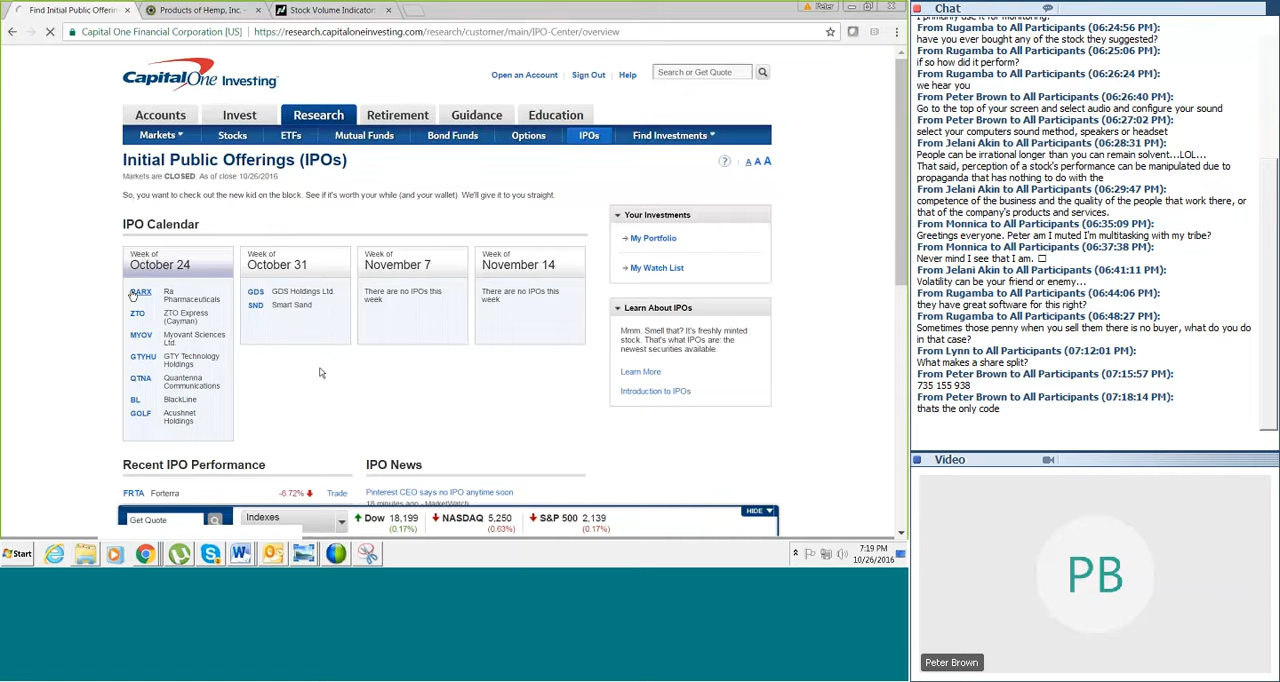 Find Initial Public Offerin
Products of Hemp, Inc. -
Stock Volume Indicator:
Peter
Capital One Financial Corporation [US]
https://research.capitaloneinvesting.com/research/customer/main/IPO-Center/overview
CapitalOne Investing
Open an Account
Sign Out
Help
Search or Get Quote
Accounts
Invest
Research
Retirement
Guidance
Education
Markets
Stocks
ETFs
Mutual Funds
Bond Funds
Options
IPOs
Find Investments
Initial Public Offerings (IPOs)
? A A A
Markets are CLOSED As of close 10/26/2016
So, you want to check out the new kid on the block. See if it's worth your while (and your wallet). We'll give it to you straight.
IPO Calendar
Week of
October 24
RARX Ra
Pharmaceuticals
ZTO ZTO Express
(Cayman)
MYOV Myovant Sciences
Ltd.
GTYHU GTY Technology
Holdings
QTNA Quantenna
Communications
BL BlackLine
GOLF Acushnet
Holdings
Week of
October 31
GDS GDS Holdings Ltd.
SND Smart Sand
Week of
November 7
There are no IPOs this
week
Week of
November 14
There are no IPOs this
week
Your Investments
My Portfolio
My Watch List
Learn About IPOs
Mmm. Smell that? It's freshly minted
stock. That's what IPOs are: the
newest securities available.
Learn More
Introduction to IPOs
Recent IPO Performance
FRTA Forterra -6.72% Trade
IPO News
Pinterest CEO says no IPO anytime soon
18 minutes ago - MarketWatch
Get Quote
Indexes
Dow 18,199
(0.17%)
NASDAQ 5,250
(0.63%)
S&P 500 2,139
(0.17%)
HIDE
Start
7:19 PM
10/26/2016
Chat
I primarily use it for monitoring.
From Rugamba to All Participants (06:24:56 PM):
have you ever bought any of the stock they suggested?
From Rugamba to All Participants (06:25:06 PM):
if so how did it perform?
From Rugamba to All Participants (06:26:24 PM):
we hear you
From Peter Brown to All Participants (06:26:40 PM):
Go to the top of your screen and select audio and configure your sound
From Peter Brown to All Participants (06:27:02 PM):
select your computers sound method, speakers or headset
From Jelani Akin to All Participants (06:28:31 PM):
People can be irrational longer than you can remain solvent...LOL...
That said, perception of a stock's performance can be manipulated due to
propaganda that has nothing to do with the
From Jelani Akin to All Participants (06:29:47 PM):
competence of the business and the quality of the people that work there, or
that of the company's products and services.
From Monnica to All Participants (06:35:09 PM):
Greetings everyone. Peter am I muted I'm multitasking with my tribe?
From Monnica to All Participants (06:37:38 PM):
Never mind I see that I am. □
From Jelani Akin to All Participants (06:41:11 PM):
Volatility can be your friend or enemy...
From Rugamba to All Participants (06:44:06 PM):
they have great software for this right?
From Rugamba to All Participants (06:48:27 PM):
Sometimes those penny when you sell them there is no buyer, what do you do
in that case?
From Lynn to All Participants (07:12:01 PM):
What makes a share split?
From Peter Brown to All Participants (07:15:57 PM):
735 155 938
From Peter Brown to All Participants (07:18:14 PM):
thats the only code
Video
PB
Peter Brown